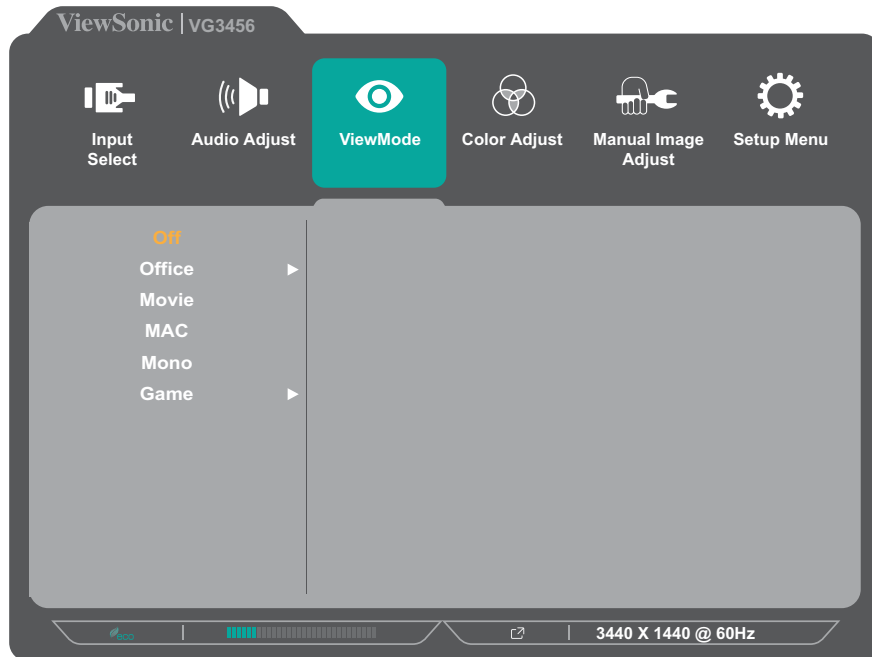 ViewSonic | VG3456
Input Select
Audio Adjust
ViewMode
Color Adjust
Manual Image Adjust
Setup Menu
Off
Office
Movie
MAC
Mono
Game
eco
3440 X 1440 @ 60Hz